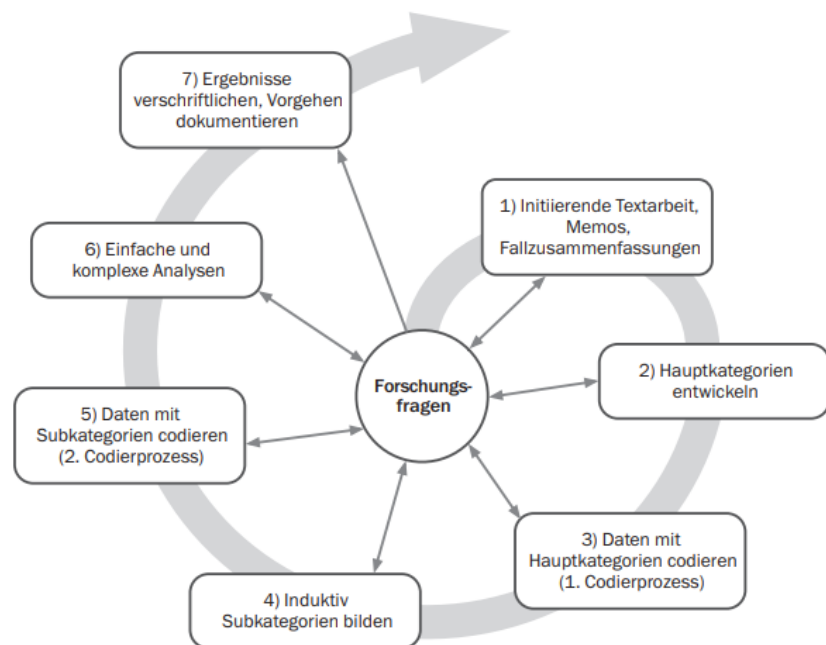 7) Ergebnisse
verschriftlichen, Vorgehen
dokumentieren
1) Initiierende Textarbeit,
Memos,
Fallzusammenfassungen
6) Einfache und
komplexe Analysen
Forschungs-
fragen
2) Hauptkategorien
entwickeln
5) Daten mit
Subkategorien codieren
(2. Codierprozess)
3) Daten mit
Hauptkategorien codieren
(1. Codierprozess)
4) Induktiv
Subkategorien bilden